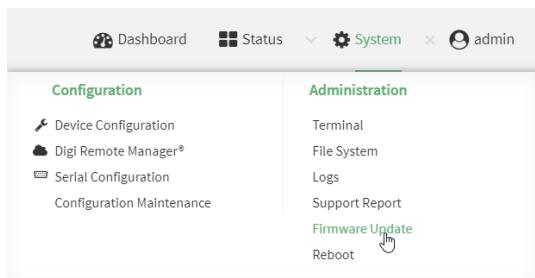 Dashboard Status System admin
Configuration
Device Configuration
Digi Remote Manager®
Serial Configuration
Configuration Maintenance
Administration
Terminal
File System
Logs
Support Report
Firmware Update
Reboot